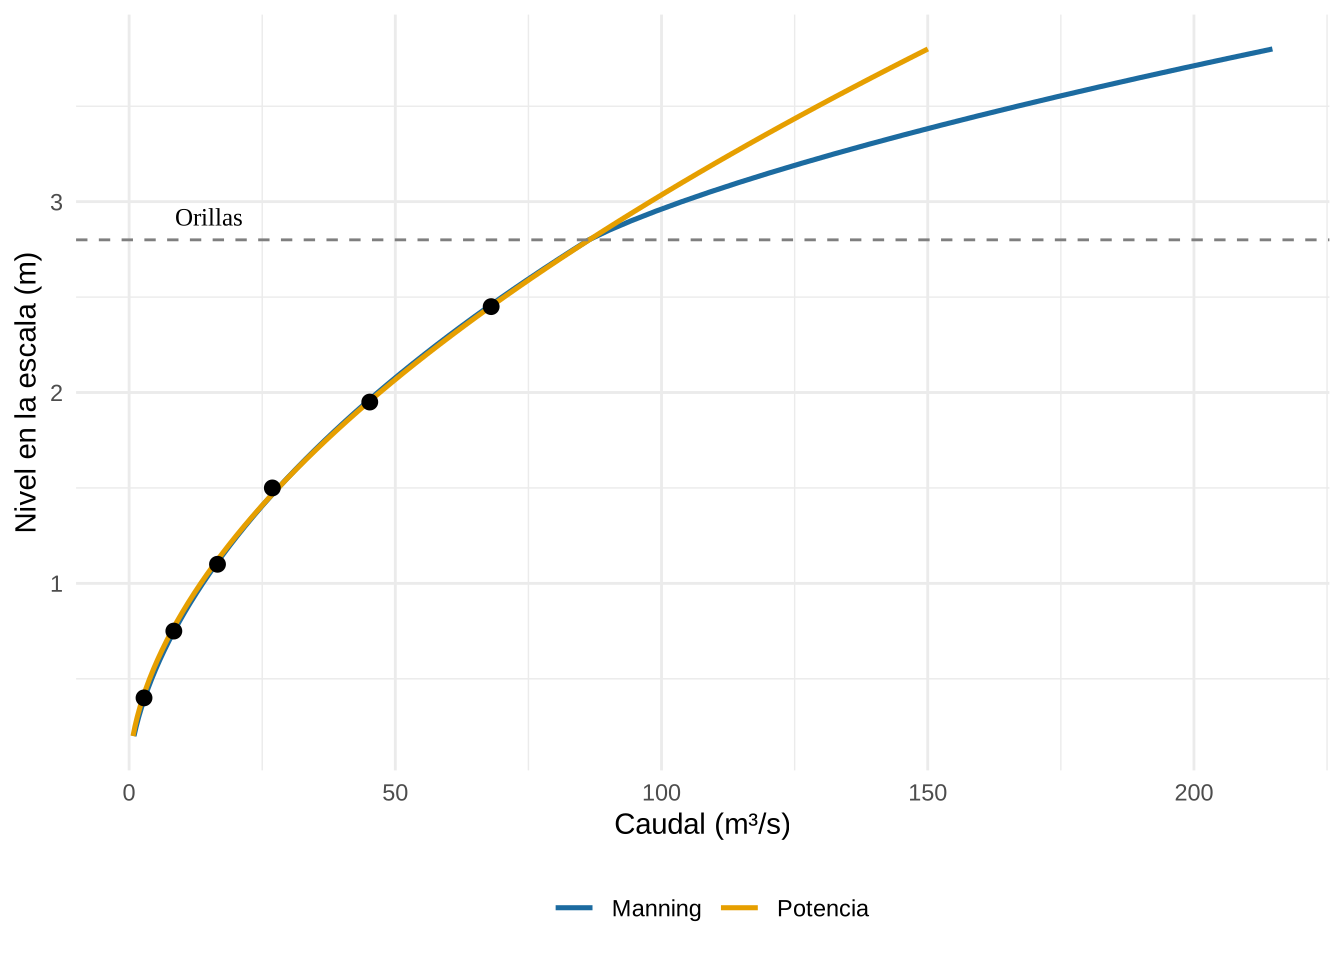 3
Orillas
2
1
Nivel en la escala (m)
0 50 100 150 200
Caudal (m³/s)
Manning Potencia